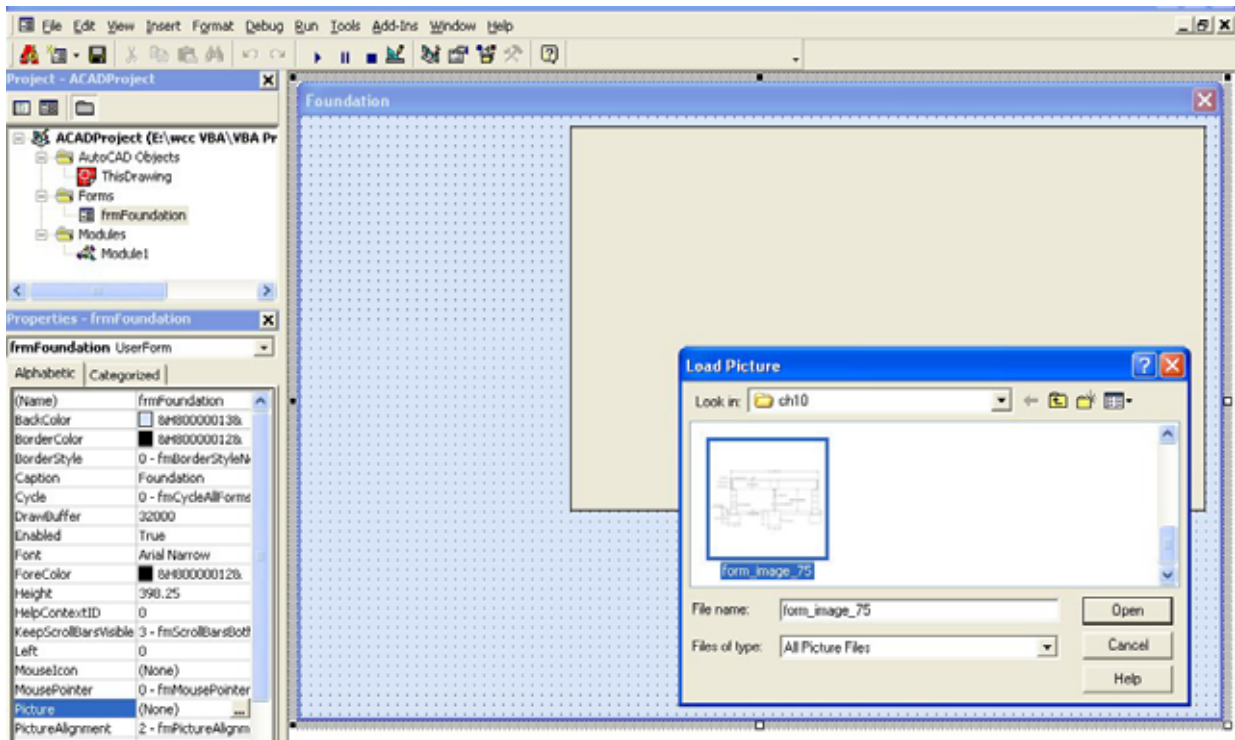 File Edit View Insert Format Debug Run Tools Add-Ins Window Help
Project - ACADProject
ACADProject (E:\wcc VBA\VBA Pr
AutoCAD Objects
ThisDrawing
Forms
frmFoundation
Modules
Module1
Properties - frmFoundation
frmFoundation UserForm
Alphabetic Categorized
(Name) frmFoundation
BackColor &H80000013&
BorderColor &H80000012&
BorderStyle 0 - fmBorderStyleN
Caption Foundation
Cycle 0 - fmCycleAllForms
DrawBuffer 32000
Enabled True
Font Arial Narrow
ForeColor &H80000012&
Height 398.25
HelpContextID 0
KeepScrollBarsVisible 3 - fmScrollBarsBoth
Left 0
MouseIcon (None)
MousePointer 0 - fmMousePointer
Picture (None) ...
PictureAlignment 2 - fmPictureAlignm
Foundation
Load Picture
Look in: ch10
form_image_75
File name: form_image_75 Open
Files of type: All Picture Files Cancel
Help